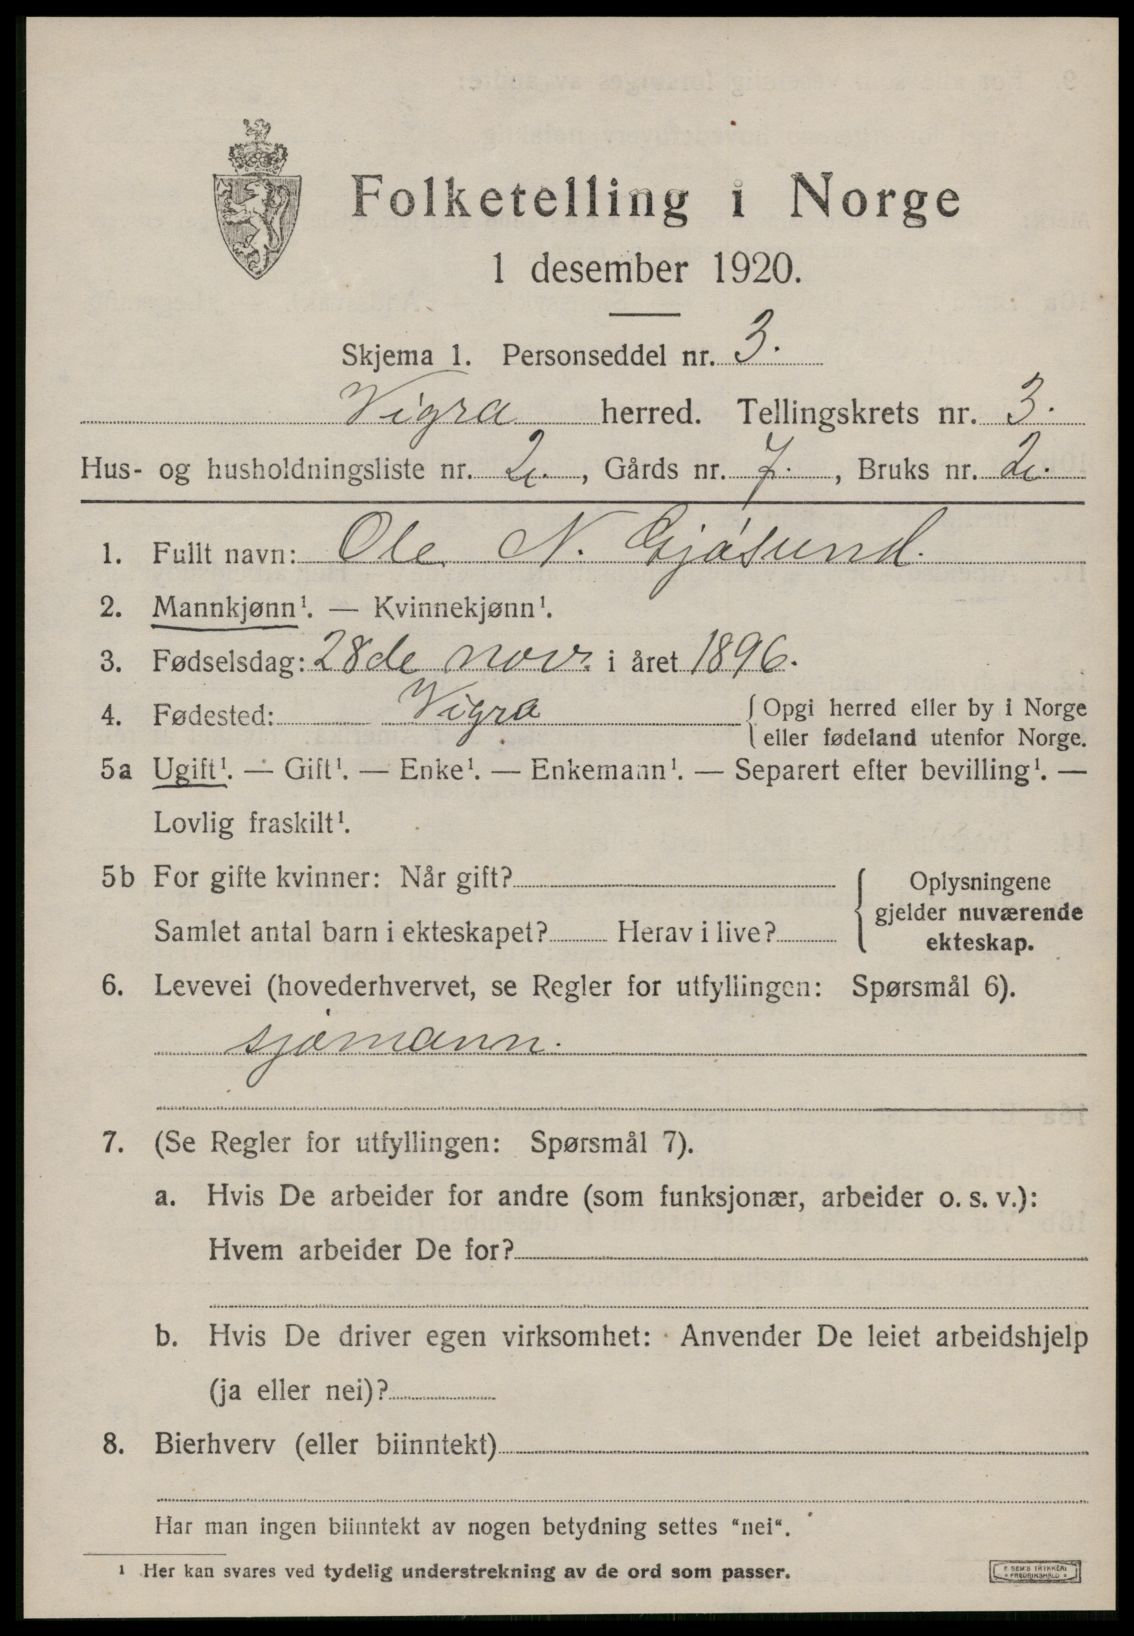 Folketelling i Norge
1 desember 1920.
Skjema 1. Personseddel nr. 3.
Vigra herred. Tellingskrets nr. 3.
Hus- og husholdningsliste nr. 2. , Gårds nr. 7. , Bruks nr. 2.
1. Fullt navn: Ole N. Gjøsund.
2. Mannkjønn¹. — Kvinnekjønn¹.
3. Fødselsdag: 28de nov. i året 1896.
4. Fødested: Vigra { Opgi herred eller by i Norge
eller fødeland utenfor Norge.
5a Ugift¹. — Gift¹. — Enke¹. — Enkemann¹. — Separert efter bevilling¹. —
Lovlig fraskilt¹.
5b For gifte kvinner: Når gift? { Oplysningene
gjelder nuværende
Samlet antal barn i ekteskapet? Herav i live?
ekteskap.
6. Levevei (hovederhvervet, se Regler for utfyllingen: Spørsmål 6).
sjømann.
7. (Se Regler for utfyllingen: Spørsmål 7).
a. Hvis De arbeider for andre (som funksjonær, arbeider o. s. v.):
Hvem arbeider De for?
b. Hvis De driver egen virksomhet: Anvender De leiet arbeidshjelp
(ja eller nei)?
8. Bierhverv (eller biinntekt)
Har man ingen biinntekt av nogen betydning settes "nei".
¹ Her kan svares ved tydelig understrekning av de ord som passer.